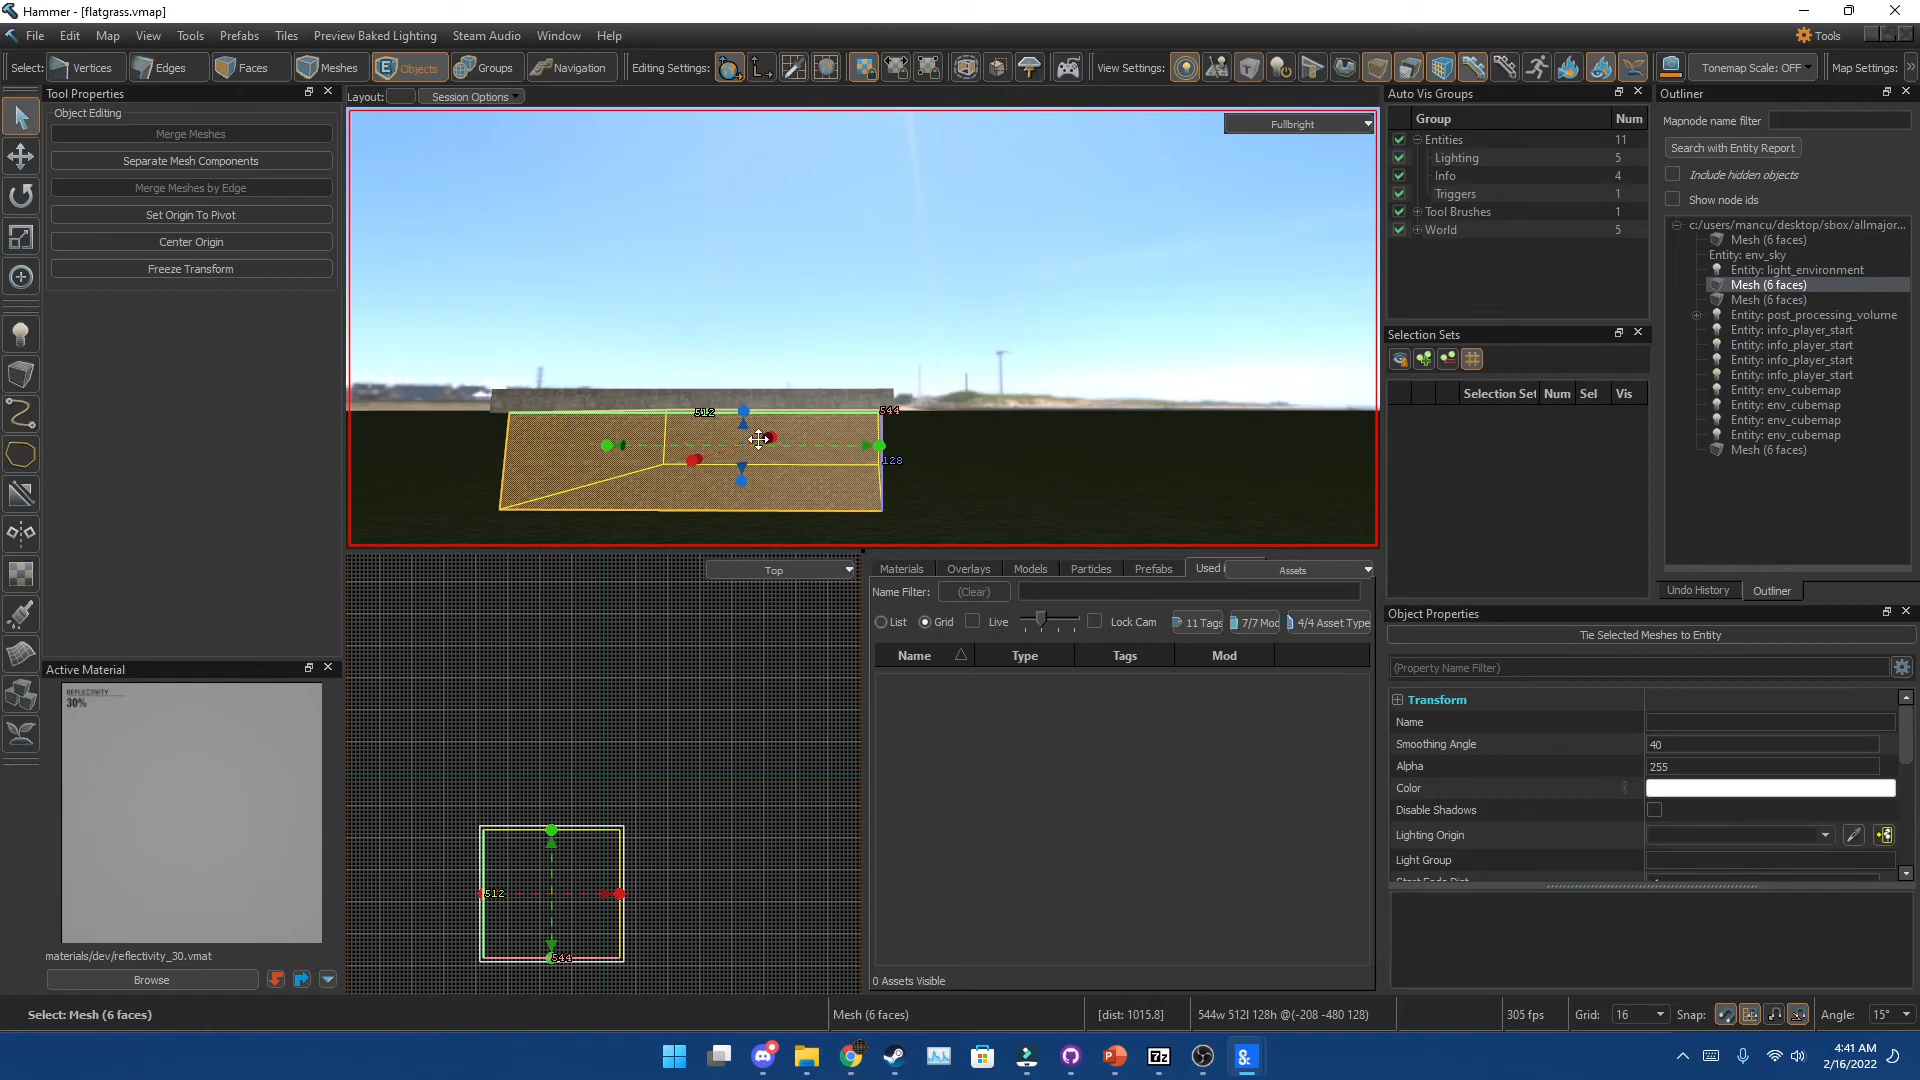 Hammer - [flatgrass.vmap]
File Edit Map View Tools Prefabs Tiles Preview Baked Lighting Steam Audio Window Help
Tools
Select: Vertices Edges Faces Meshes Objects Groups Navigation Editing Settings: View Settings: Tonemap Scale: OFF Map Settings:
Tool Properties
Object Editing
Merge Meshes
Separate Mesh Components
Merge Meshes by Edge
Set Origin To Pivot
Center Origin
Freeze Transform
Active Material
REFLECTIVITY
30%
materials/dev/reflectivity_30.vmat
Browse
Layout: Session Options
Fullbright
512
544
128
Top
512
544
Materials Overlays Models Particles Prefabs Used i Assets
Name Filter: (Clear)
List Grid Live Lock Cam 11 Tags 7/7 Mod 4/4 Asset Type
Name Type Tags Mod
0 Assets Visible
Auto Vis Groups
Group Num
Entities 11
Lighting 5
Info 4
Triggers 1
Tool Brushes 1
World 5
Selection Sets
Selection Set Num Sel Vis
Outliner
Mapnode name filter
Search with Entity Report
Include hidden objects
Show node ids
c:/users/mancu/desktop/sbox/allmajor...
Mesh (6 faces)
Entity: env_sky
Entity: light_environment
Mesh (6 faces)
Mesh (6 faces)
Entity: post_processing_volume
Entity: info_player_start
Entity: info_player_start
Entity: info_player_start
Entity: info_player_start
Entity: env_cubemap
Entity: env_cubemap
Entity: env_cubemap
Entity: env_cubemap
Mesh (6 faces)
Undo History Outliner
Object Properties
Tie Selected Meshes to Entity
(Property Name Filter)
Transform
Name
Smoothing Angle 40
Alpha 255
Color
Disable Shadows
Lighting Origin
Light Group
Start Fade Dist
Select: Mesh (6 faces) Mesh (6 faces) [dist: 1015.8] 544w 512l 128h @(-208 -480 128) 305 fps Grid: 16 Snap: Angle: 15°
4:41 AM
2/16/2022